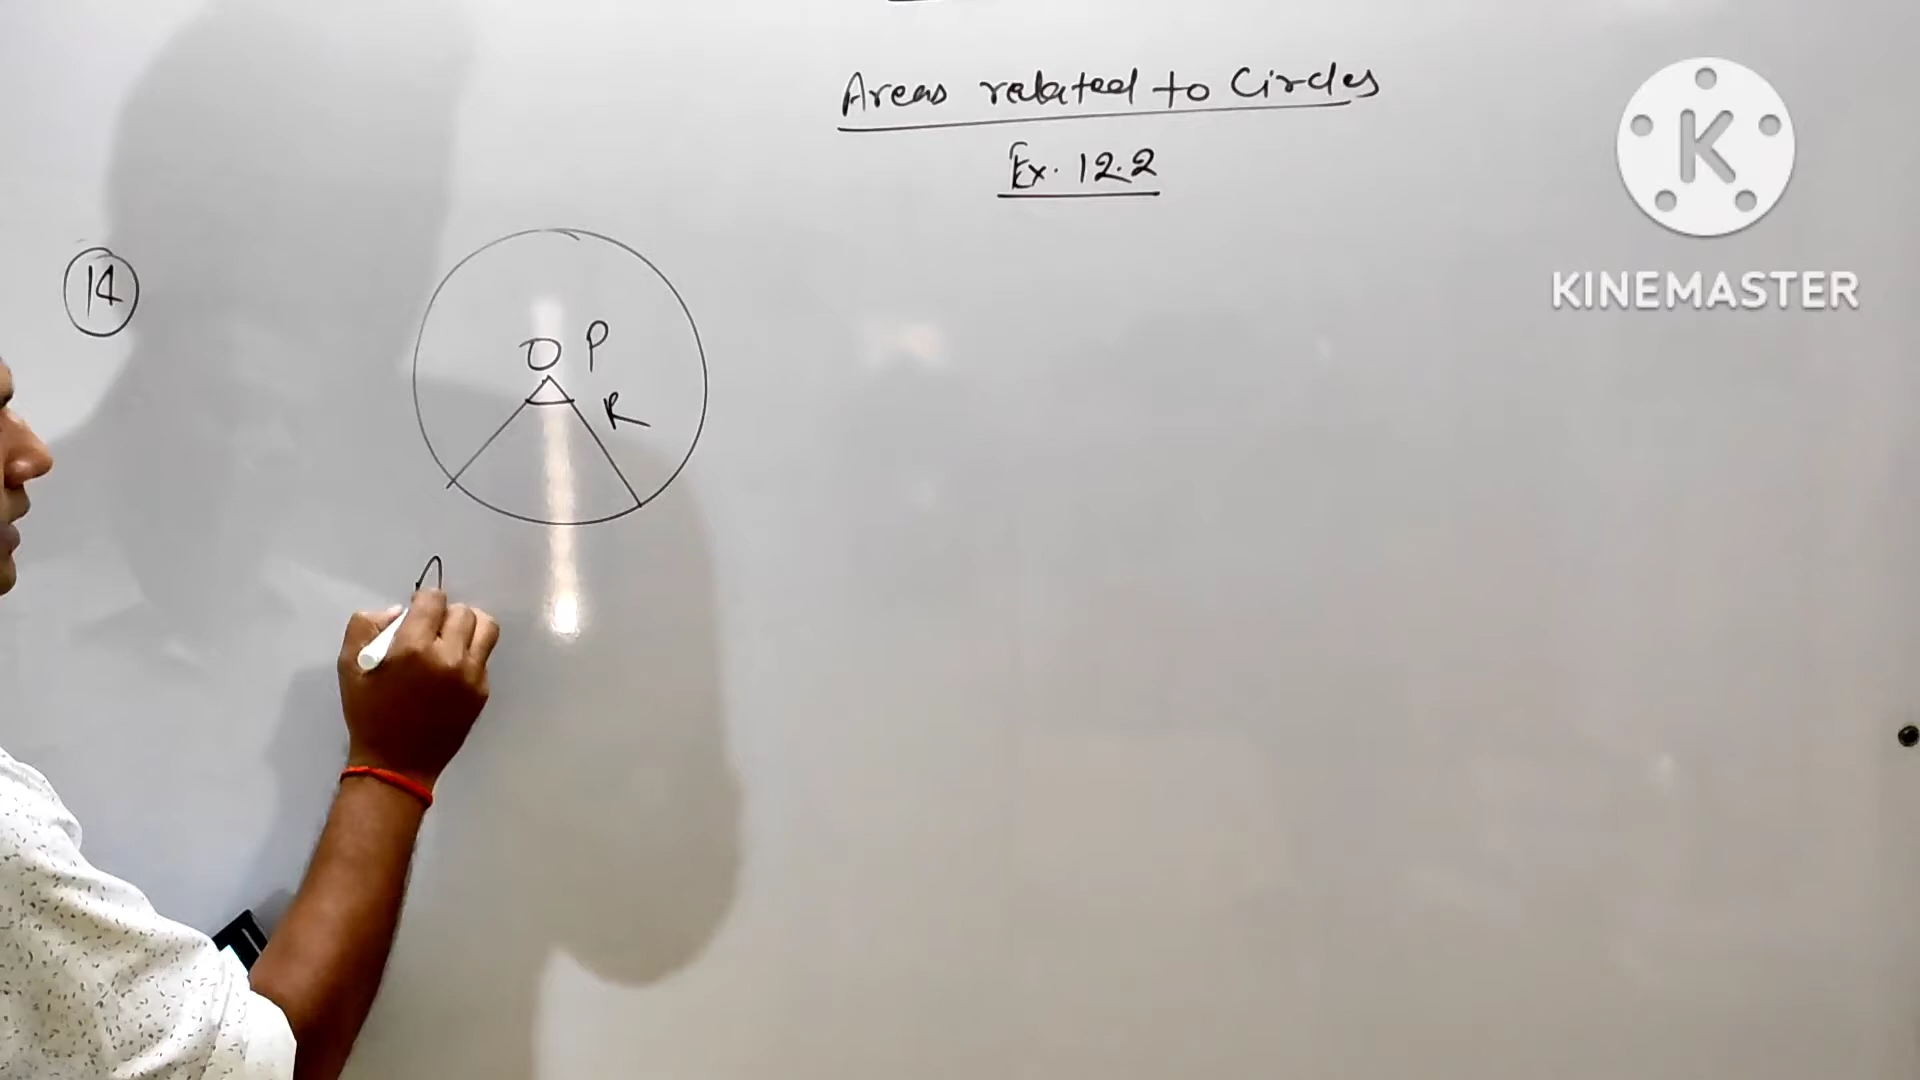 Areas related to Circles
Ex. 12.2
14
O P
R
K
KINEMASTER